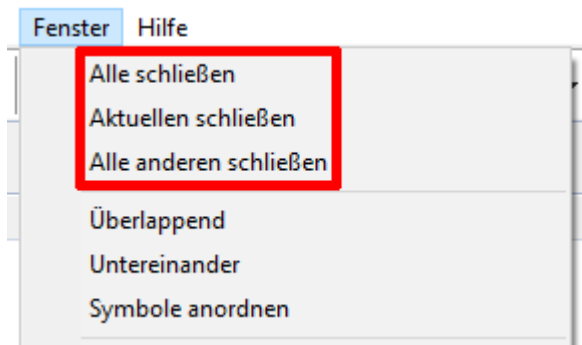 Fenster Hilfe
Alle schließen
Aktuellen schließen
Alle anderen schließen
Überlappend
Untereinander
Symbole anordnen